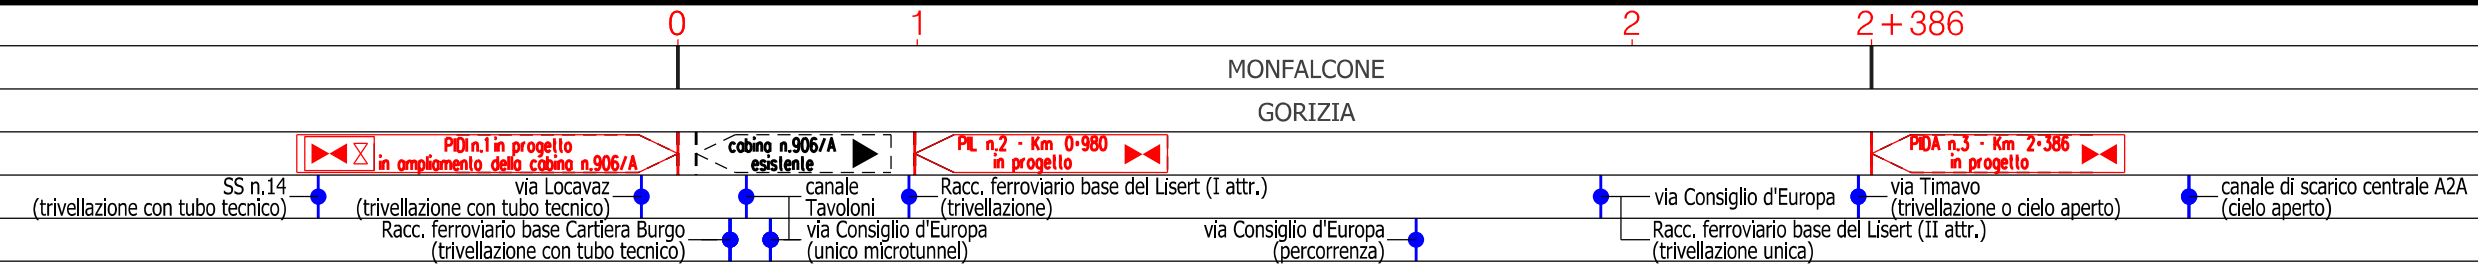 0 1 2 2+386
MONFALCONE
GORIZIA
PIDI n.1 in progetto
in ampliamento della cabina n.906/A
cabina n.906/A
esistente
PIL n.2 - Km 0+980
in progetto
PIDA n.3 - Km 2+386
in progetto
SS n.14
(trivellazione con tubo tecnico)
via Locavaz
(trivellazione con tubo tecnico)
canale
Tavoloni
Racc. ferroviario base del Lisert (I attr.)
(trivellazione)
via Consiglio d'Europa
via Timavo
(trivellazione o cielo aperto)
canale di scarico centrale A2A
(cielo aperto)
Racc. ferroviario base Cartiera Burgo
(trivellazione con tubo tecnico)
via Consiglio d'Europa
(unico microtunnel)
via Consiglio d'Europa
(percorrenza)
Racc. ferroviario base del Lisert (II attr.)
(trivellazione unica)